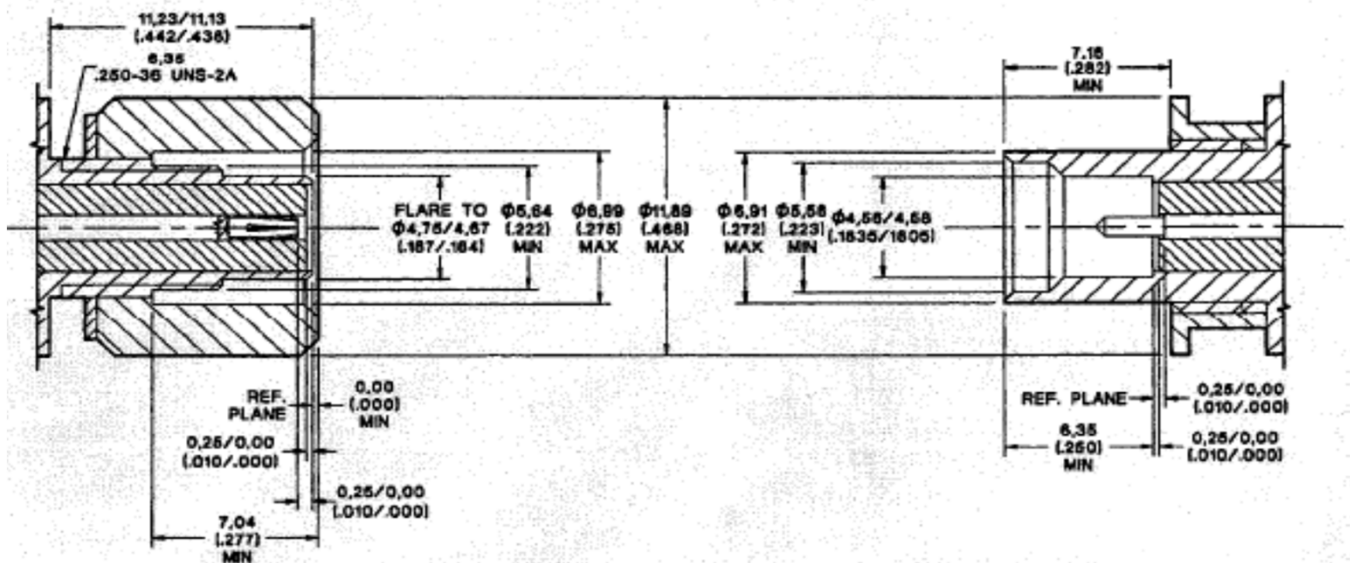 11,23/11,13
(.442/.438)
6,35
.250-36 UNS-2A
FLARE TO
Φ4,75/4,67
(.187/.184)
Φ5,64
(.222)
MIN
Φ6,99
(.275)
MAX
Φ11,89
(.468)
MAX
REF.
PLANE
0,00
(.000)
MIN
0,25/0,00
(.010/.000)
0,25/0,00
(.010/.000)
7,04
(.277)
MIN
7.16
(.282)
MIN
Φ6,91
(.272)
MAX
Φ5,66
(.223)
MIN
Φ4,56/4,58
(.1635/1605)
REF. PLANE
0,25/0,00
(.010/.000)
6,35
(.250)
MIN
0,25/0,00
(.010/.000)